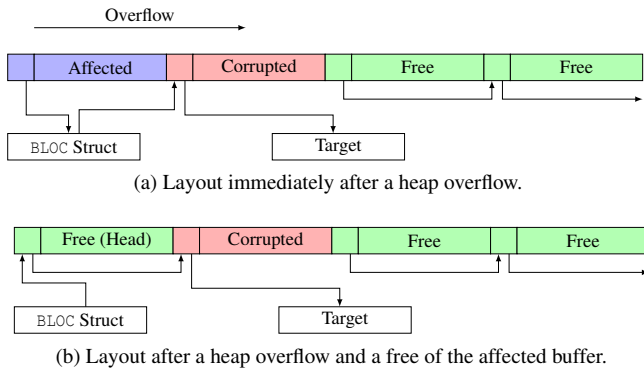 Overflow
Affected Corrupted Free Free
BLOC Struct Target
(a) Layout immediately after a heap overflow.
Free (Head) Corrupted Free Free
BLOC Struct Target
(b) Layout after a heap overflow and a free of the affected buffer.